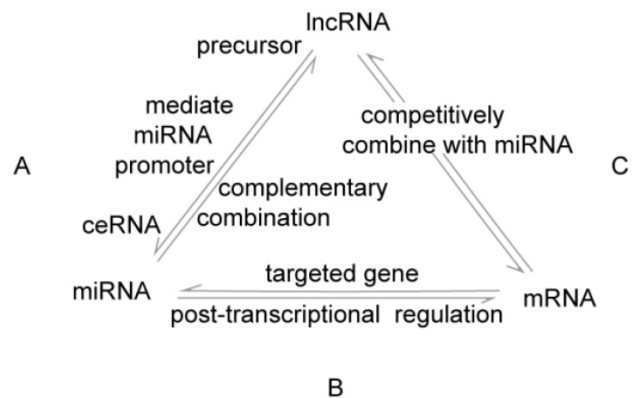 lncRNA
precursor
mediate
miRNA
promoter
ceRNA
complementary
combination
competitively
combine with miRNA
A
C
miRNA
targeted gene
post-transcriptional regulation
mRNA
B